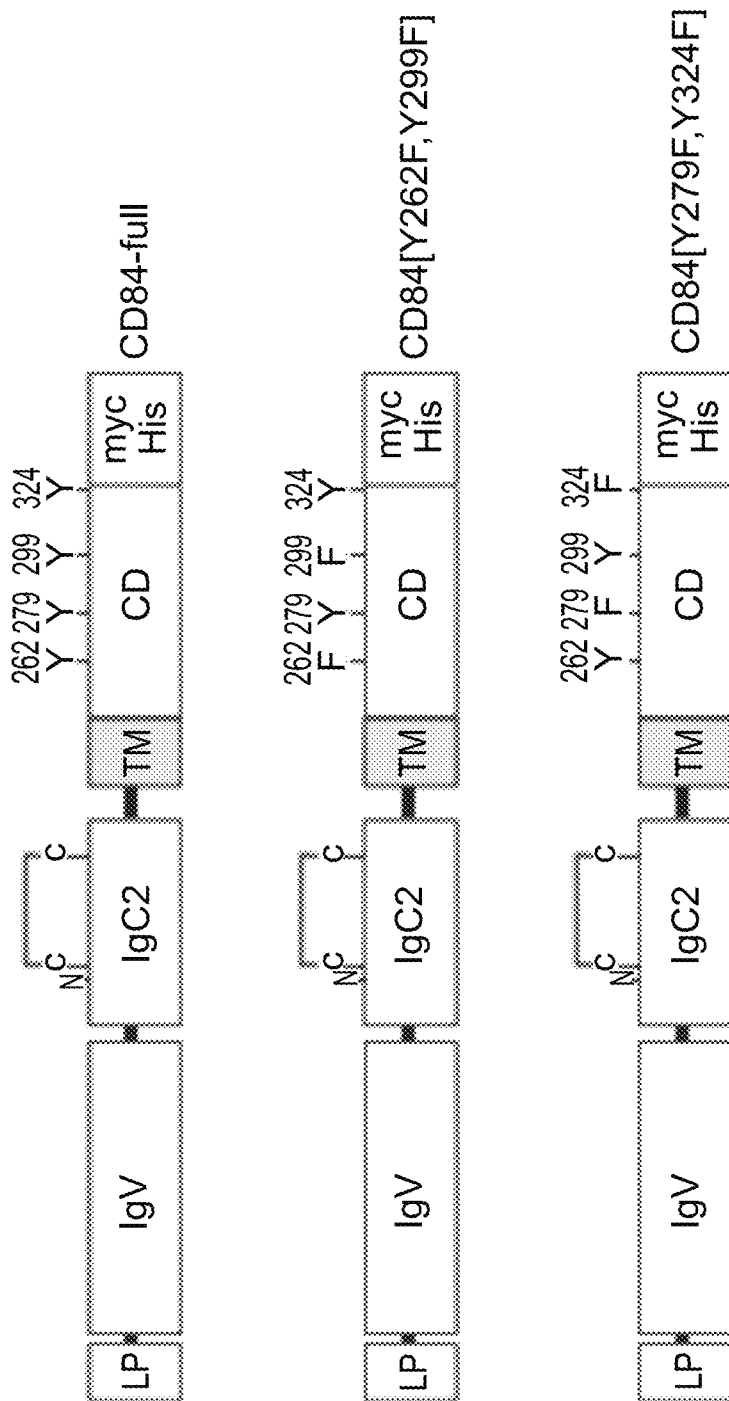 262 279 299 324
Y Y Y Y
N C C
LP IgV IgC2 TM CD myc
His
CD84-full
262 279 299 324
F Y F Y
N C C
LP IgV IgC2 TM CD myc
His
CD84[Y262F,Y299F]
262 279 299 324
Y F Y F
N C C
LP IgV IgC2 TM CD myc
His
CD84[Y279F,Y324F]